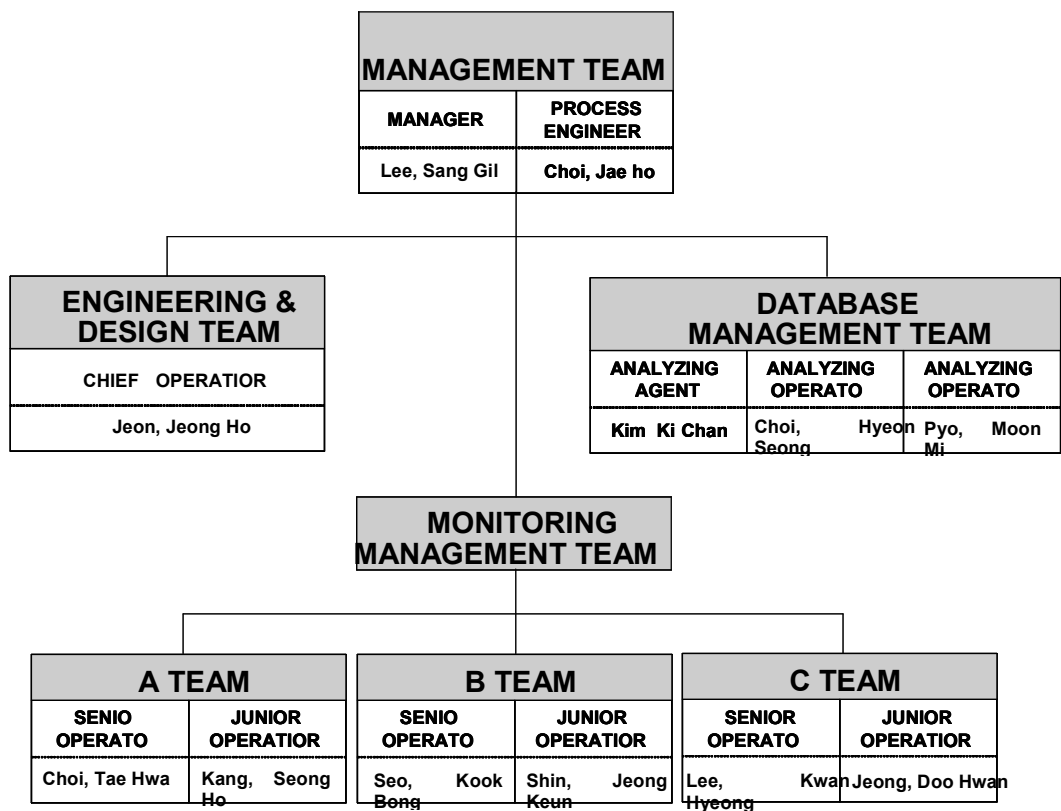 MANAGEMENT TEAM
MANAGER
PROCESS
ENGINEER
Lee, Sang Gil
Choi, Jae ho
ENGINEERING &
DESIGN TEAM
CHIEF OPERATIOR
Jeon, Jeong Ho
DATABASE
MANAGEMENT TEAM
ANALYZING
AGENT
ANALYZING
OPERATO
ANALYZING
OPERATO
Kim Ki Chan
Choi, Hyeon
Seong
Pyo, Moon
Mi
MONITORING
MANAGEMENT TEAM
A TEAM
SENIO
OPERATO
JUNIOR
OPERATIOR
Choi, Tae Hwa
Kang, Seong
Ho
B TEAM
SENIO
OPERATO
JUNIOR
OPERATIOR
Seo, Kook
Bong
Shin, Jeong
Keun
C TEAM
SENIOR
OPERATO
JUNIOR
OPERATIOR
Lee, Kwan
Hyeong
Jeong, Doo Hwan